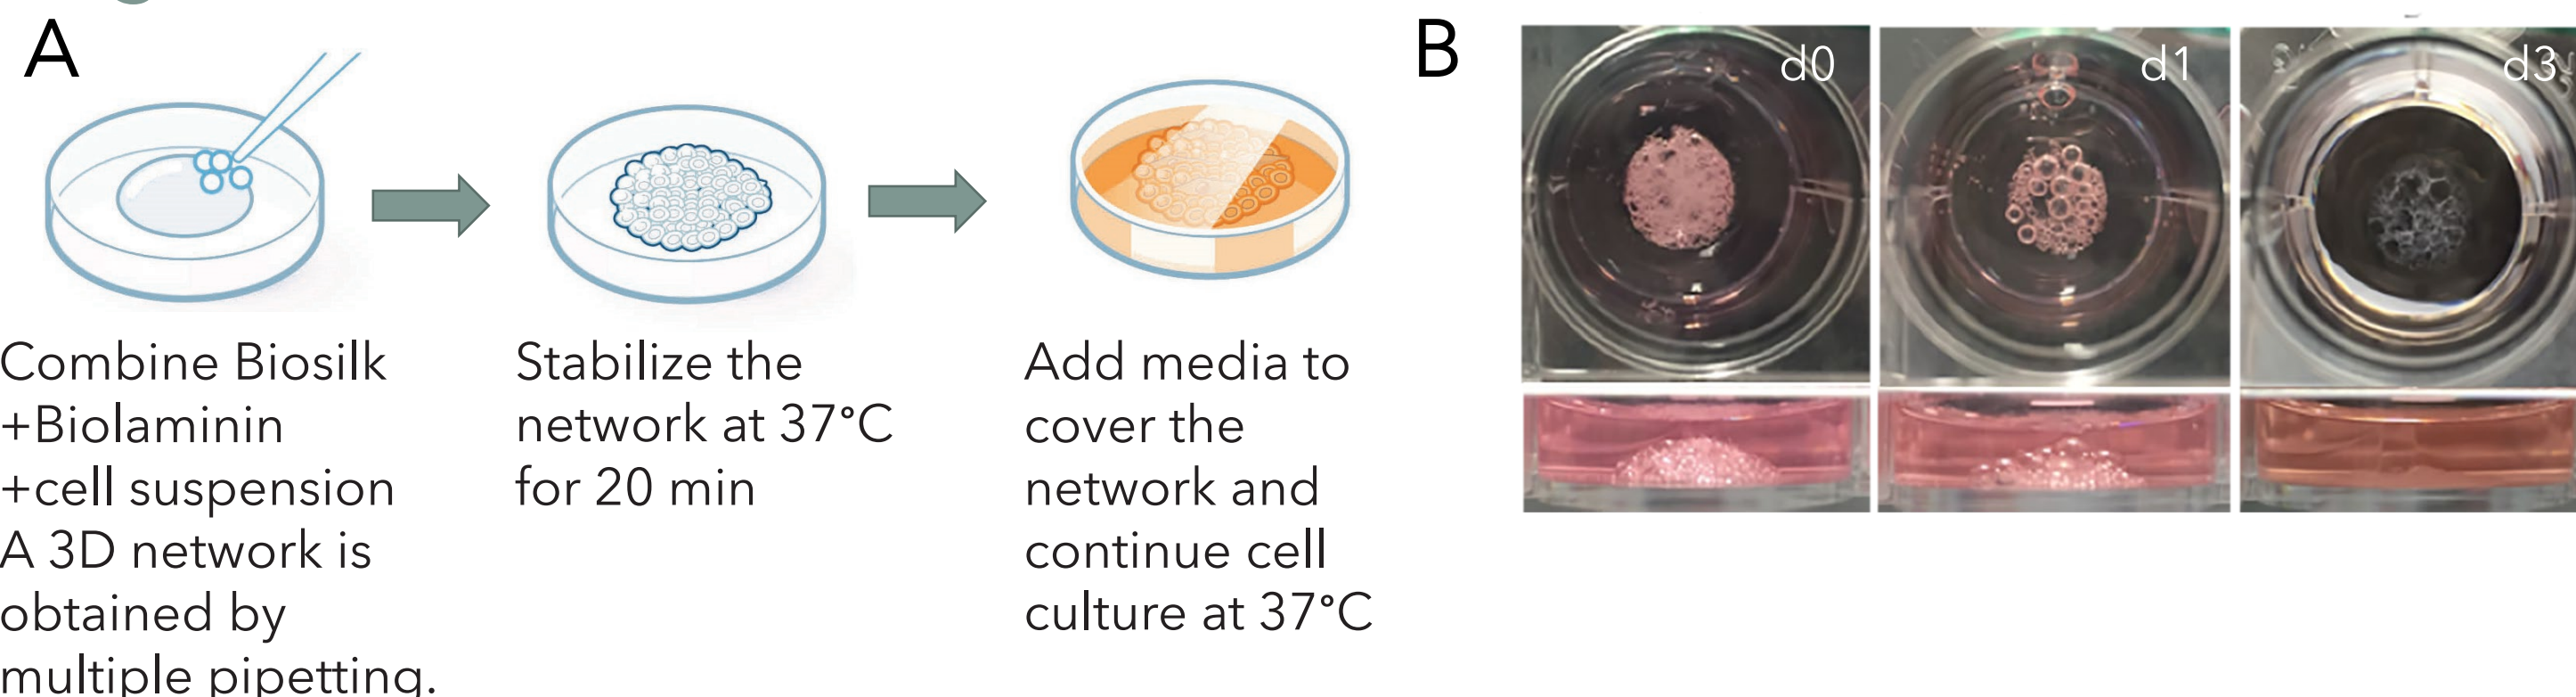 A
Combine Biosilk
+Biolaminin
+cell suspension
A 3D network is
obtained by
multiple pipetting.
Stabilize the
network at 37°C
for 20 min
Add media to
cover the
network and
continue cell
culture at 37°C
B
d0
d1
d3